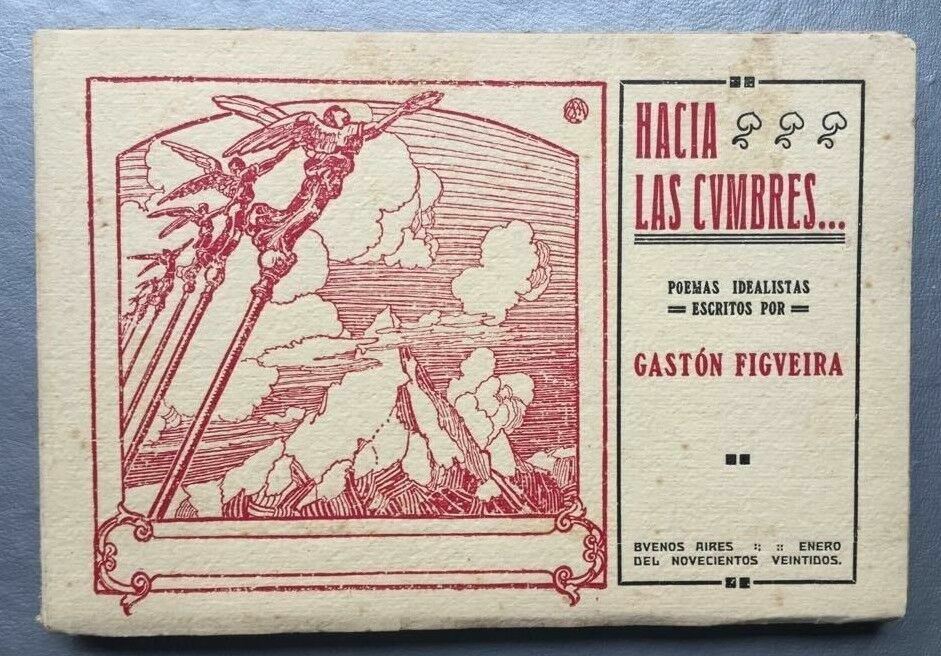 HACIA
LAS CVMBRES...
POEMAS IDEALISTAS
ESCRITOS POR
GASTÓN FIGVEIRA
BVENOS AIRES :: :: ENERO
DEL NOVECIENTOS VEINTIDOS.